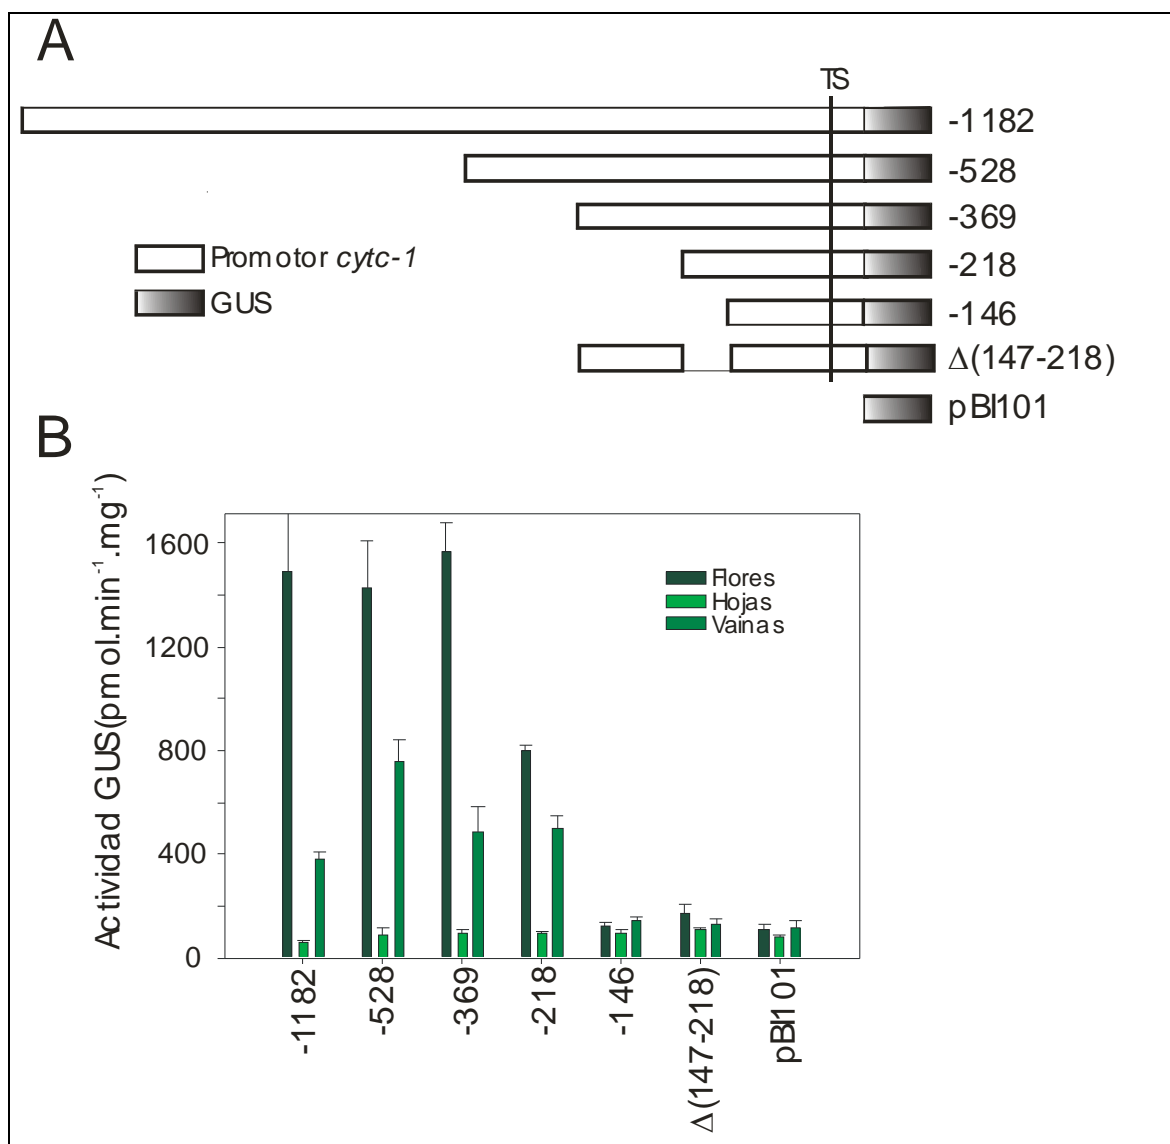 A
TS
-1182
-528
-369
Promotor cytc-1
-218
GUS
-146
Δ(147-218)
pBI101
B
Actividad GUS(pmol.min⁻¹.mg⁻¹)
1600
1200
800
400
0
Flores
Hojas
Vainas
-1182
-528
-369
-218
-146
Δ(147-218)
pBI101